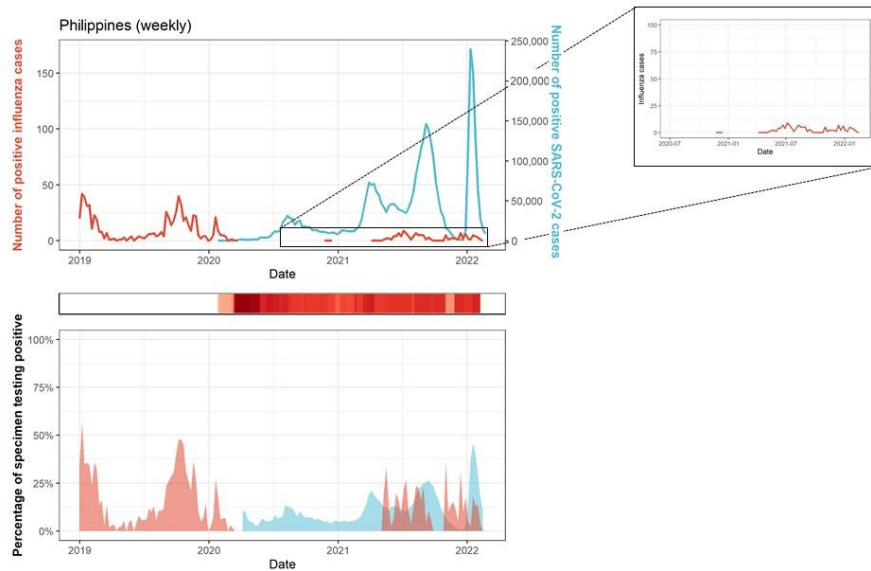 Philippines (weekly)
Number of positive influenza cases
150
100
50
0
250,000
200,000
150,000
100,000
50,000
0
Number of positive SARS-CoV-2 cases
2019 2020 2021 2022
Date
Influenza cases
100
75
50
25
0
2020-07 2021-01 2021-07 2022-01
Date
Percentage of specimen testing positive
100%
75%
50%
25%
0%
2019 2020 2021 2022
Date